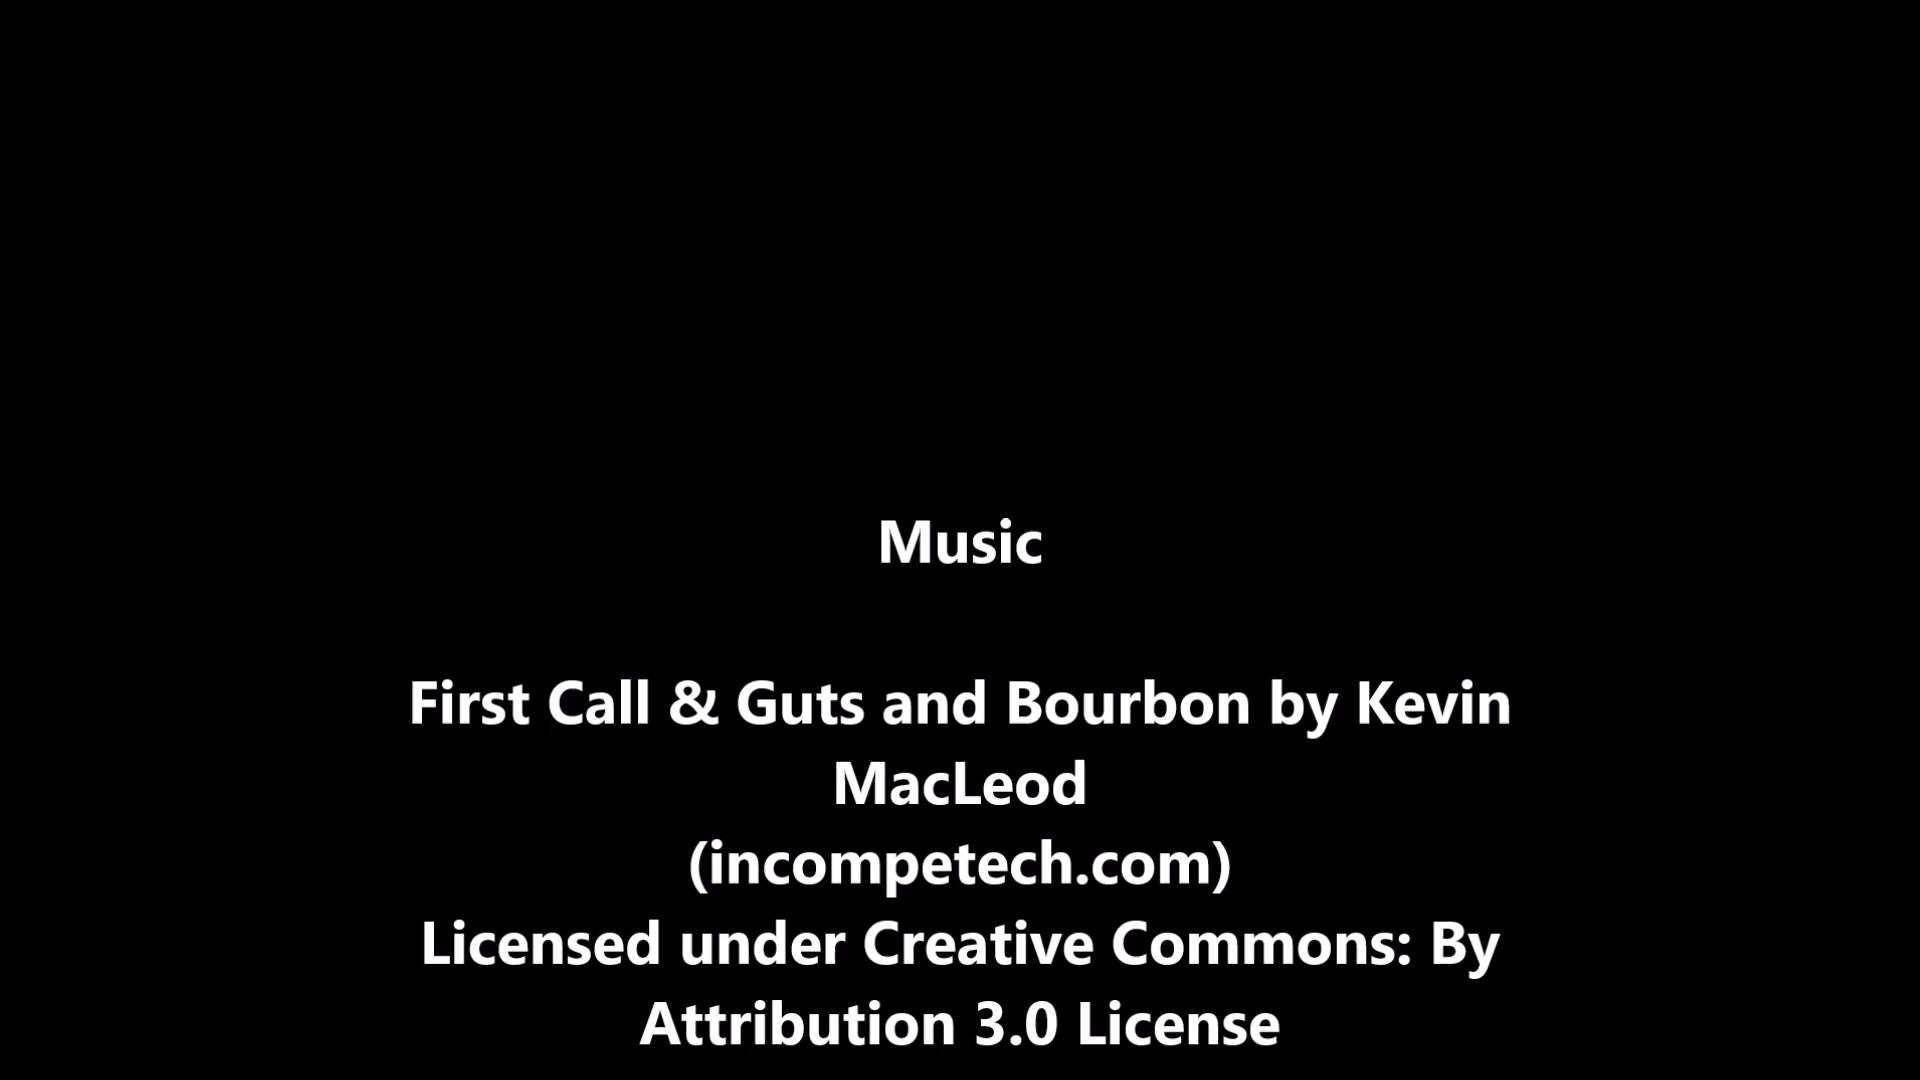 Music
First Call & Guts and Bourbon by Kevin
MacLeod
(incompetech.com)
Licensed under Creative Commons: By
Attribution 3.0 License